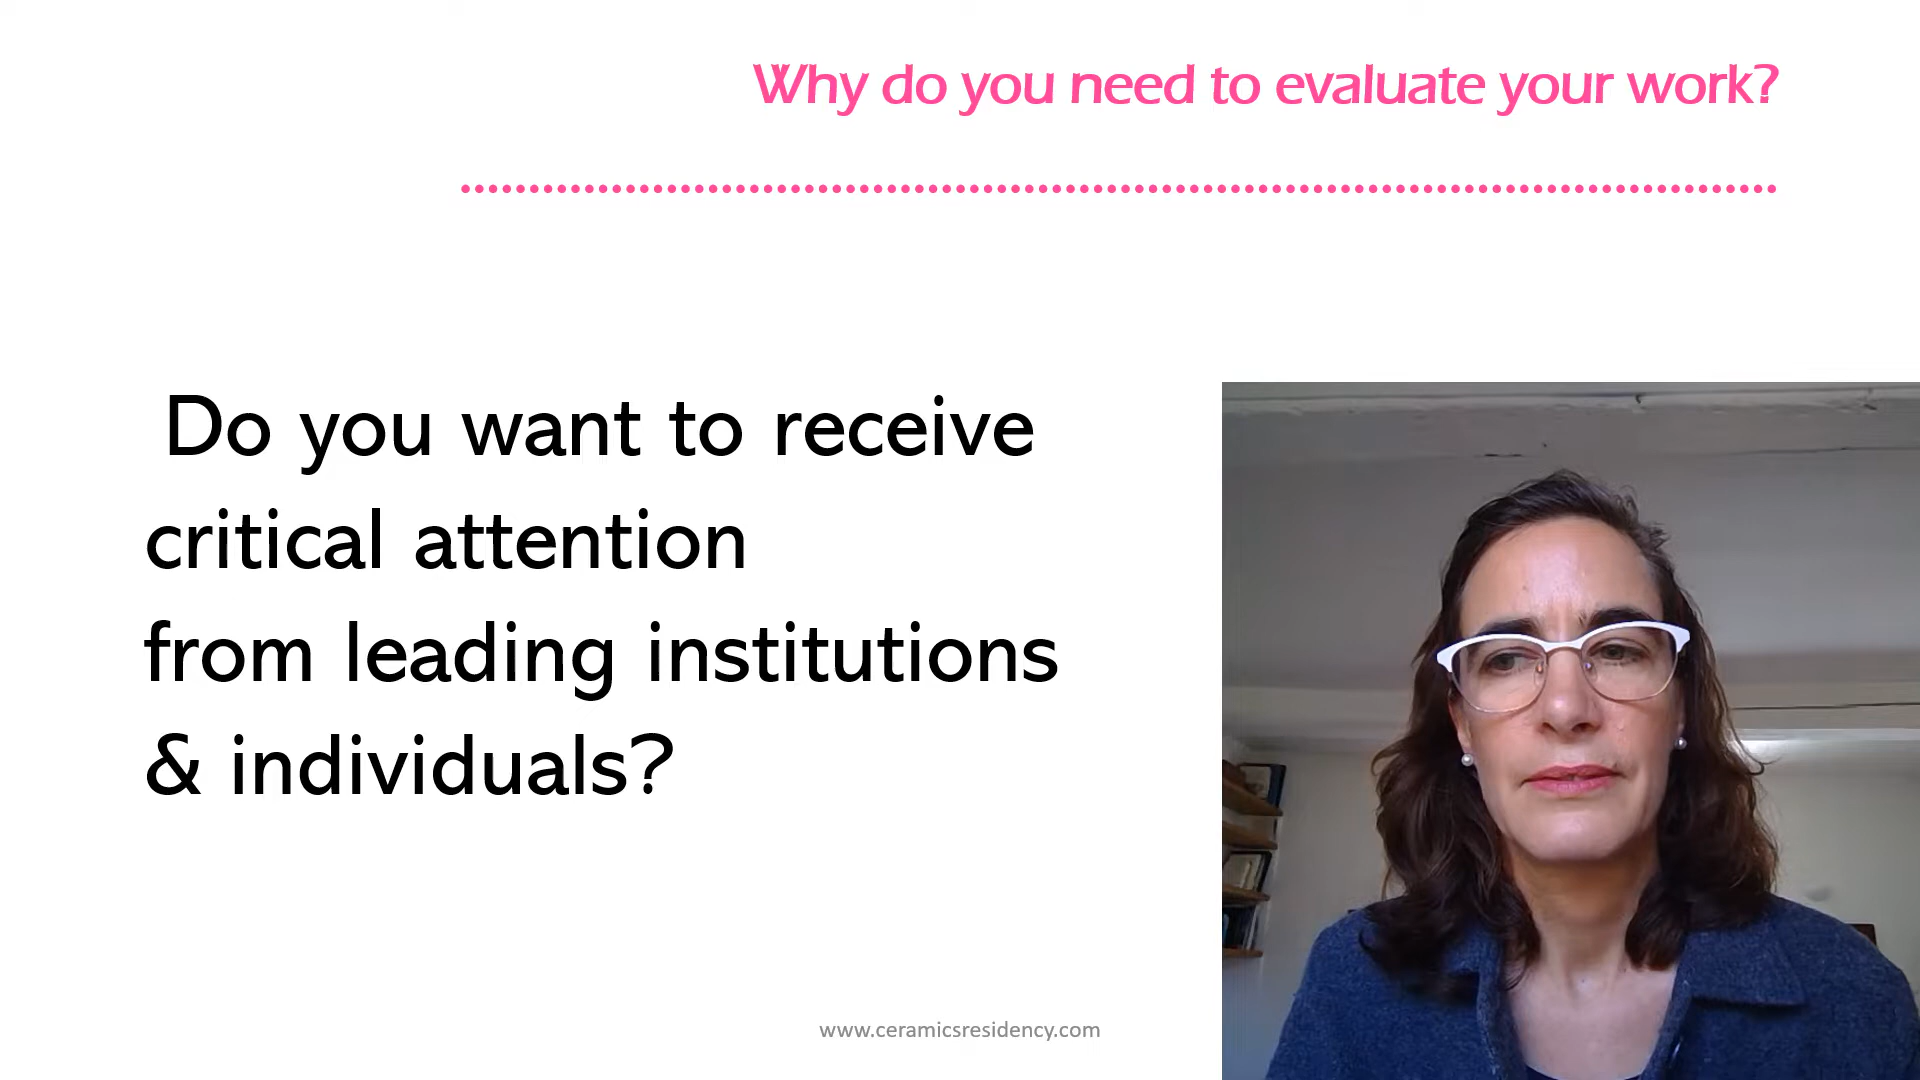 Why do you need to evaluate your work?
Do you want to receive
critical attention
from leading institutions
& individuals?
www.ceramicsresidency.com